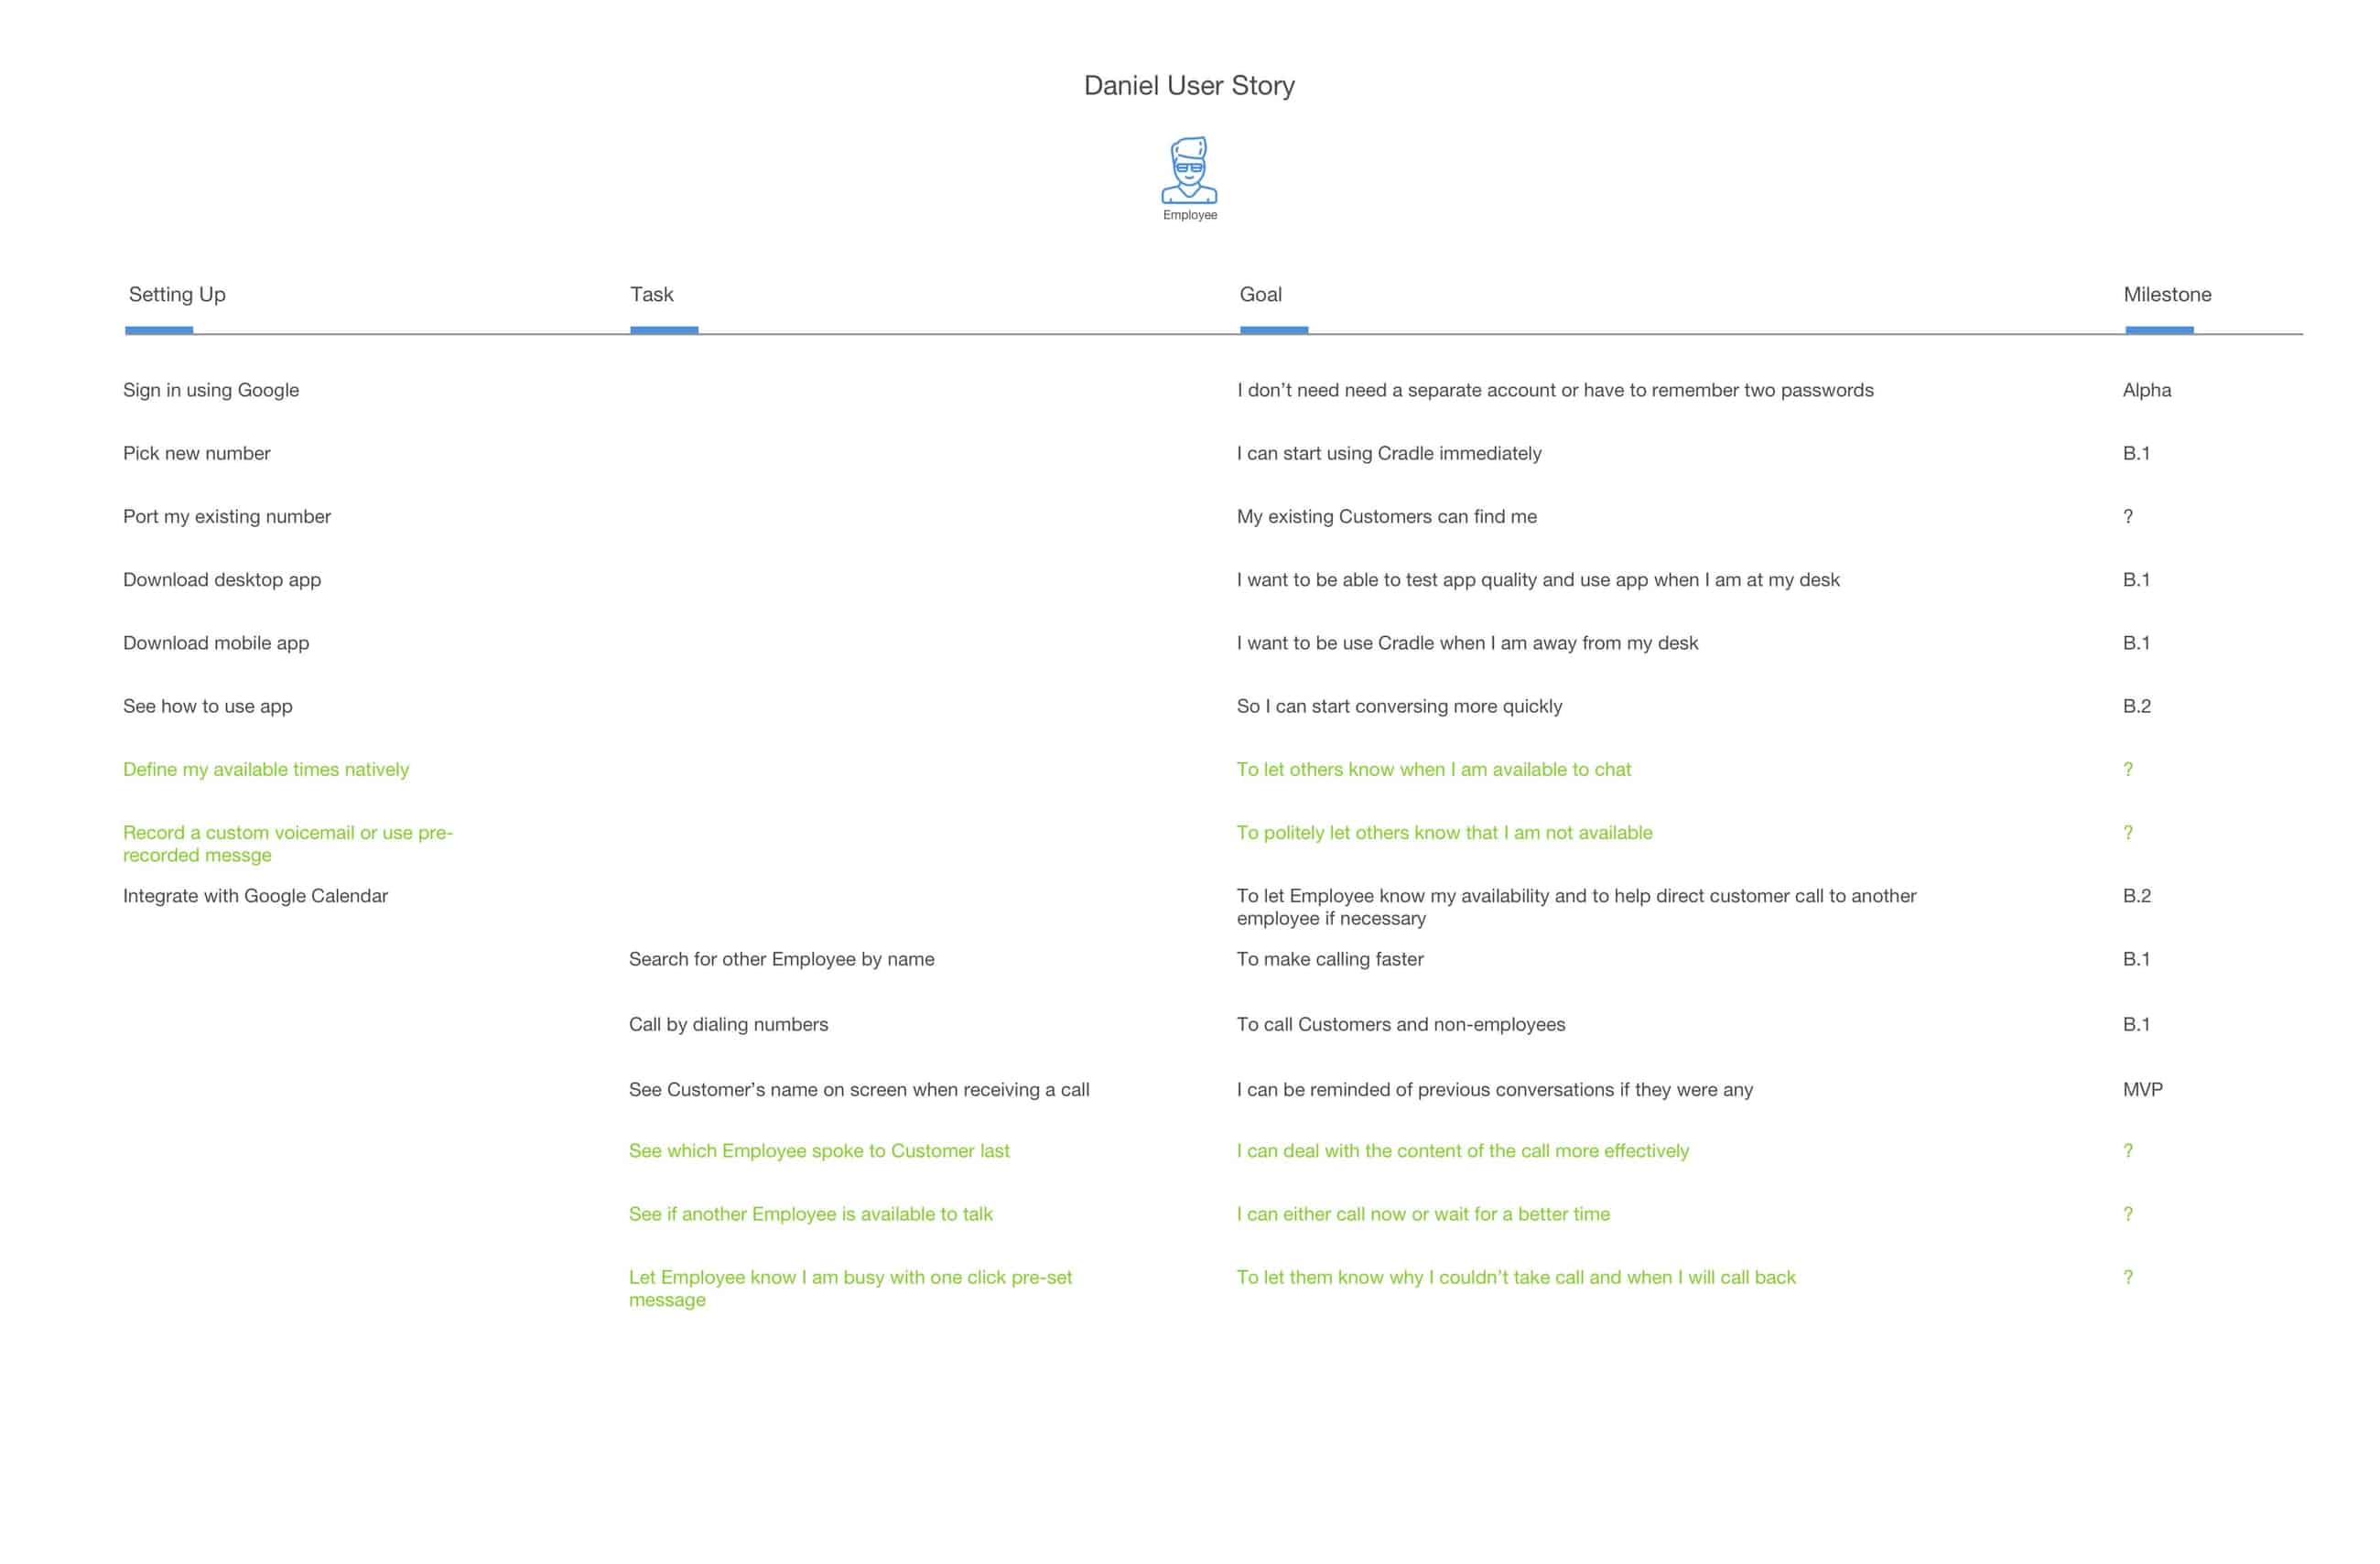 Daniel User Story
Employee
Setting Up Task Goal Milestone
Sign in using Google I don’t need need a separate account or have to remember two passwords Alpha
Pick new number I can start using Cradle immediately B.1
Port my existing number My existing Customers can find me ?
Download desktop app I want to be able to test app quality and use app when I am at my desk B.1
Download mobile app I want to be use Cradle when I am away from my desk B.1
See how to use app So I can start conversing more quickly B.2
Define my available times natively To let others know when I am available to chat ?
Record a custom voicemail or use pre- To politely let others know that I am not available ?
recorded messge
Integrate with Google Calendar To let Employee know my availability and to help direct customer call to another B.2
employee if necessary
Search for other Employee by name To make calling faster B.1
Call by dialing numbers To call Customers and non-employees B.1
See Customer’s name on screen when receiving a call I can be reminded of previous conversations if they were any MVP
See which Employee spoke to Customer last I can deal with the content of the call more effectively ?
See if another Employee is available to talk I can either call now or wait for a better time ?
Let Employee know I am busy with one click pre-set To let them know why I couldn’t take call and when I will call back ?
message